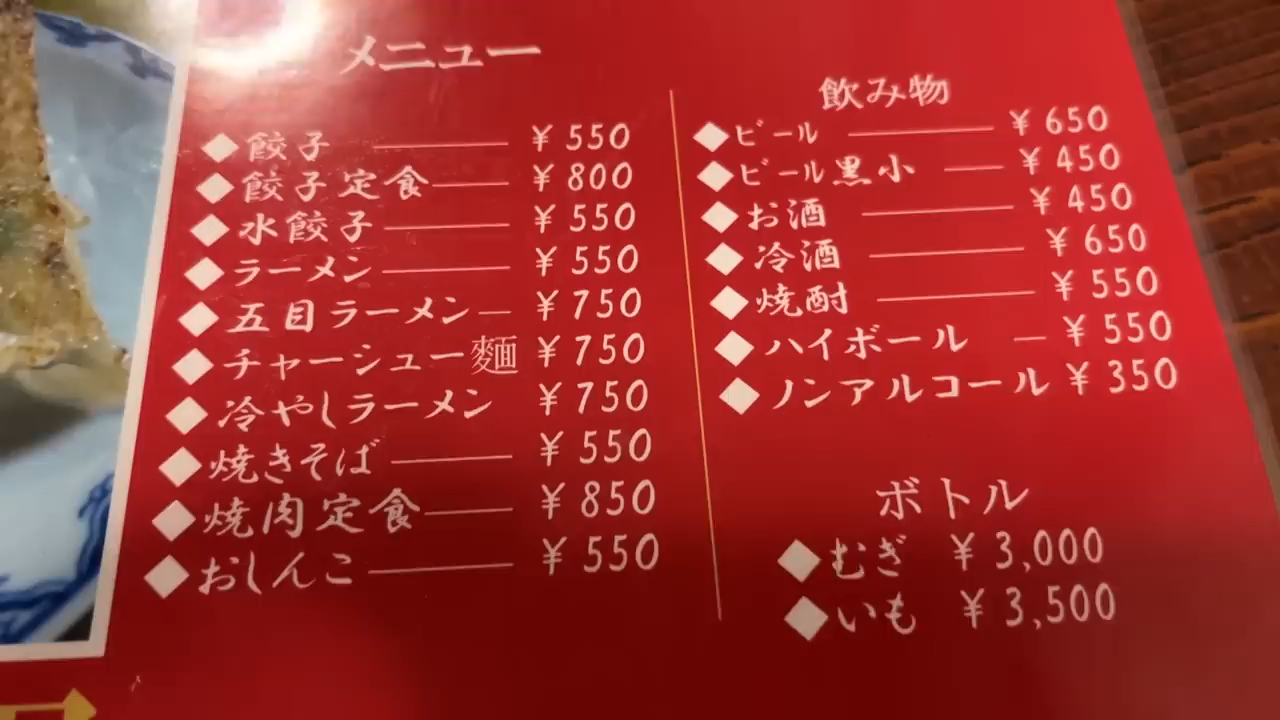 メニュー
◆餃子 ¥550
◆餃子定食 ¥800
◆水餃子 ¥550
◆ラーメン ¥550
◆五目ラーメン ¥750
◆チャーシュー麵 ¥750
◆冷やしラーメン ¥750
◆焼きそば ¥550
◆焼肉定食 ¥850
◆おしんこ ¥550
飲み物
◆ビール ¥650
◆ビール黒小 ¥450
◆お酒 ¥450
◆冷酒 ¥650
◆焼酎 ¥550
◆ハイボール ¥550
◆ノンアルコール ¥350
ボトル
◆むぎ ¥3,000
◆いも ¥3,500